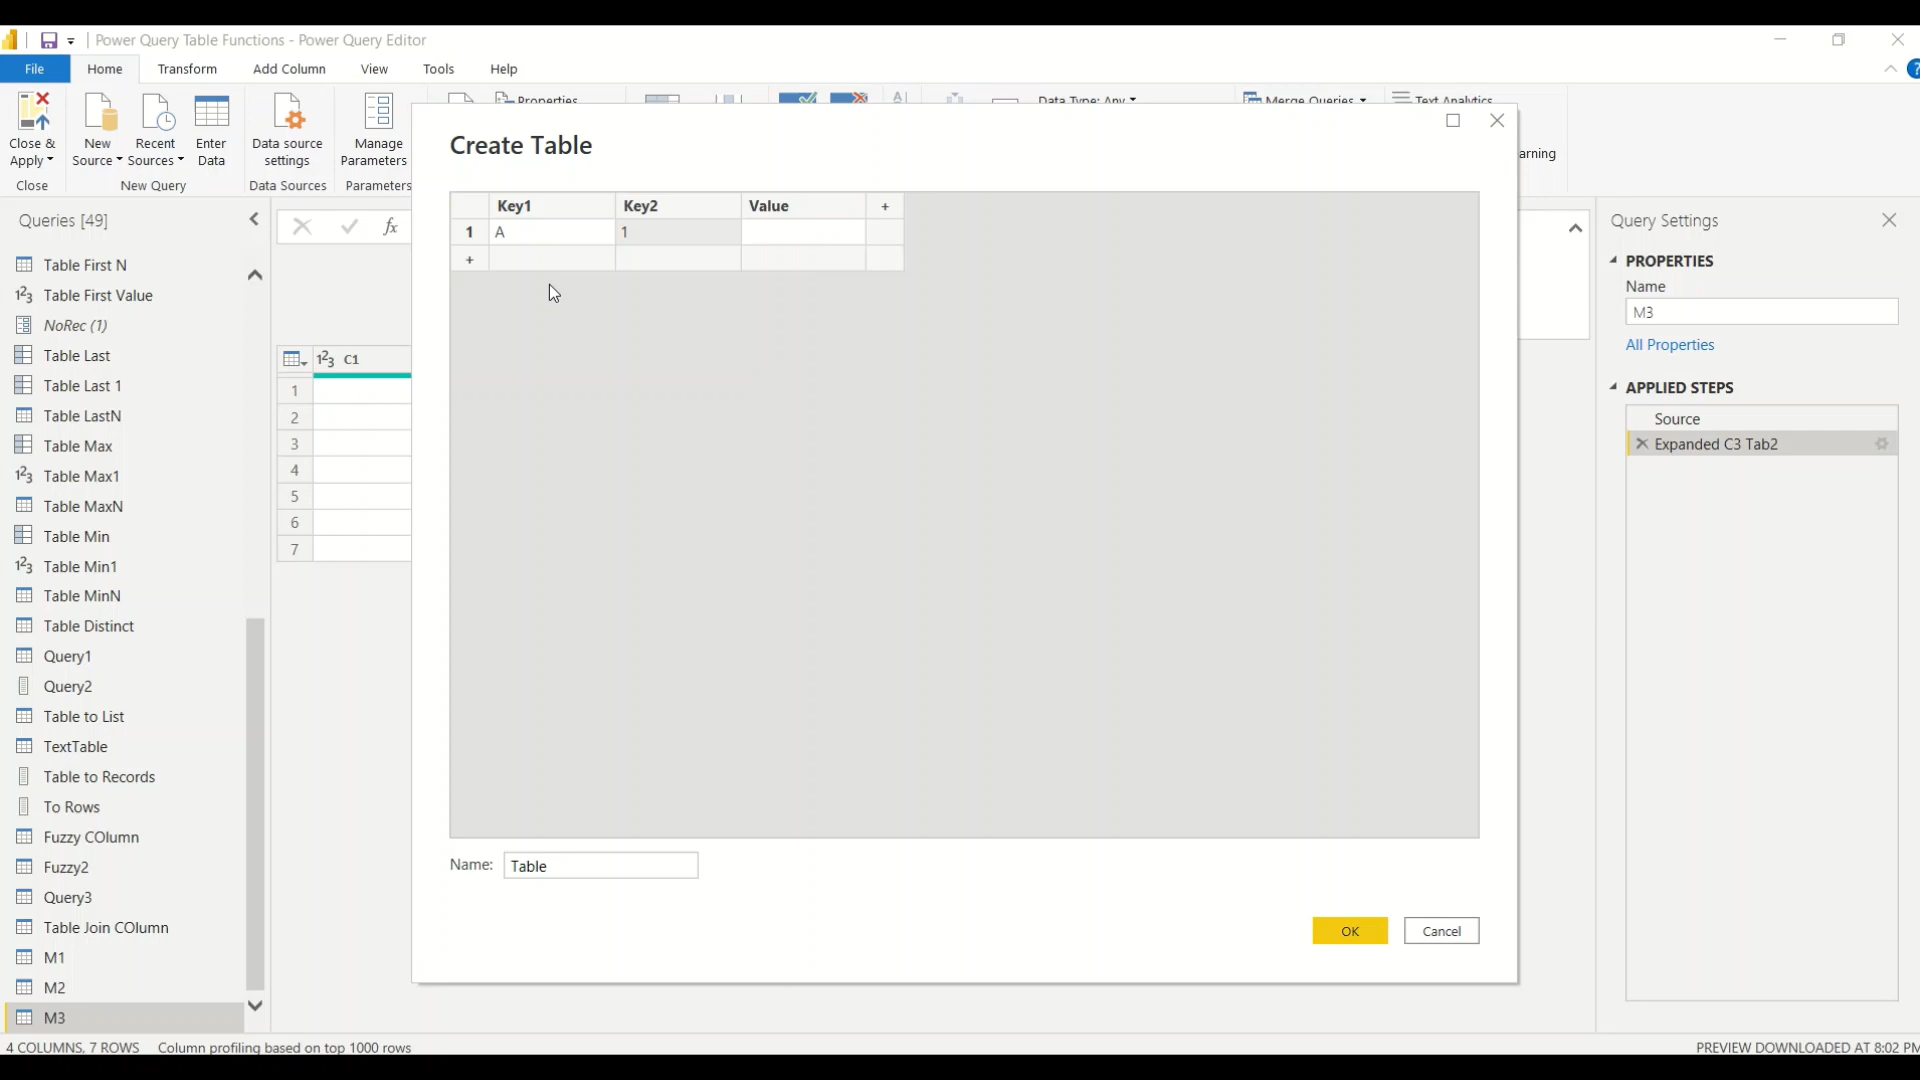 Power Query Table Functions - Power Query Editor
File Home Transform Add Column View Tools Help
Close & Apply
New Source
Recent Sources
Enter Data
Data source settings
Manage Parameters
Properties
Data Type: Any
Merge Queries
Text Analytics
arning
Close New Query Data Sources Parameters
Queries [49]
Table First N
Table First Value
NoRec (1)
Table Last
Table Last 1
Table LastN
Table Max
Table Max1
Table MaxN
Table Min
Table Min1
Table MinN
Table Distinct
Query1
Query2
Table to List
TextTable
Table to Records
To Rows
Fuzzy COlumn
Fuzzy2
Query3
Table Join COlumn
M1
M2
M3
fx
C1
1
2
3
4
5
6
7
Create Table
Key1 Key2 Value +
1 A 1
+
Name: Table
OK Cancel
Query Settings
PROPERTIES
Name
M3
All Properties
APPLIED STEPS
Source
Expanded C3 Tab2
4 COLUMNS, 7 ROWS Column profiling based on top 1000 rows
PREVIEW DOWNLOADED AT 8:02 PM